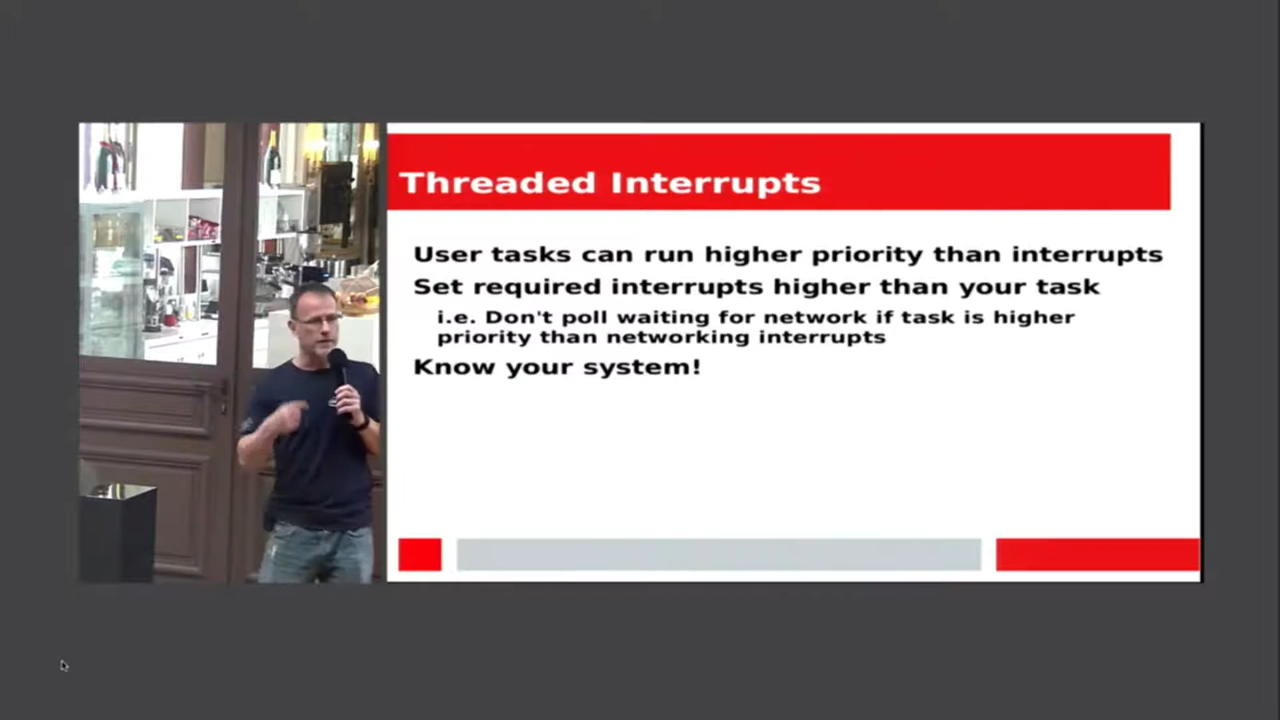 Threaded Interrupts
User tasks can run higher priority than interrupts
Set required interrupts higher than your task
i.e. Don't poll waiting for network if task is higher
priority than networking interrupts
Know your system!